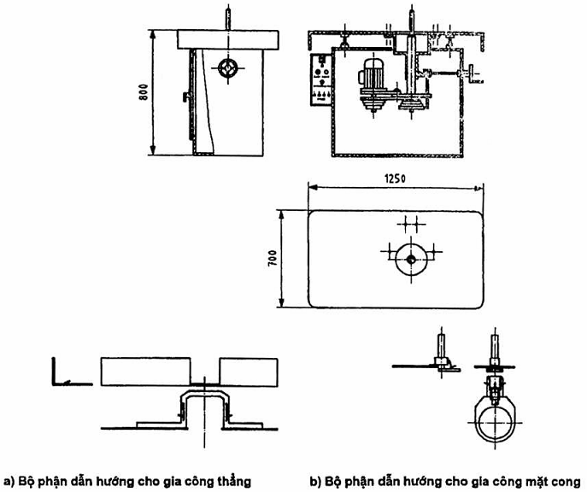 800
1250
700
a) Bộ phận dẫn hướng cho gia công thẳng
b) Bộ phận dẫn hướng cho gia công mặt cong